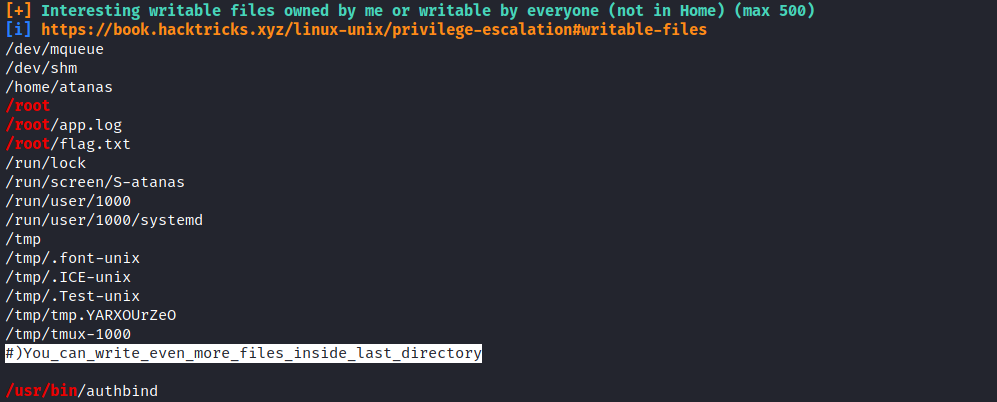 [+] Interesting writable files owned by me or writable by everyone (not in Home) (max 500)
[i] https://book.hacktricks.xyz/linux-unix/privilege-escalation#writable-files
/dev/mqueue
/dev/shm
/home/atanas
/root
/root/app.log
/root/flag.txt
/run/lock
/run/screen/S-atanas
/run/user/1000
/run/user/1000/systemd
/tmp
/tmp/.font-unix
/tmp/.ICE-unix
/tmp/.Test-unix
/tmp/tmp.YARXOUrZeO
/tmp/tmux-1000
#)You_can_write_even_more_files_inside_last_directory
/usr/bin/authbind